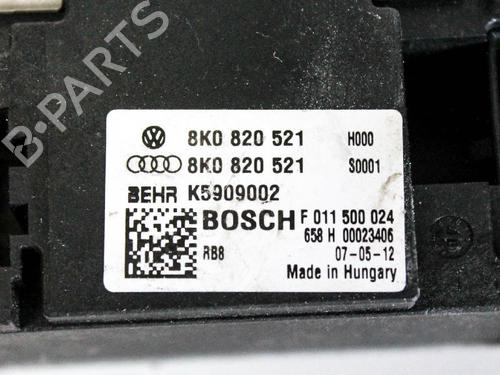 8K0 820 521 H000
8K0 820 521 S0001
BEHR K5909002
BOSCH F 011 500 024
658 H 00023406
RB8 07-05-12
Made in Hungary